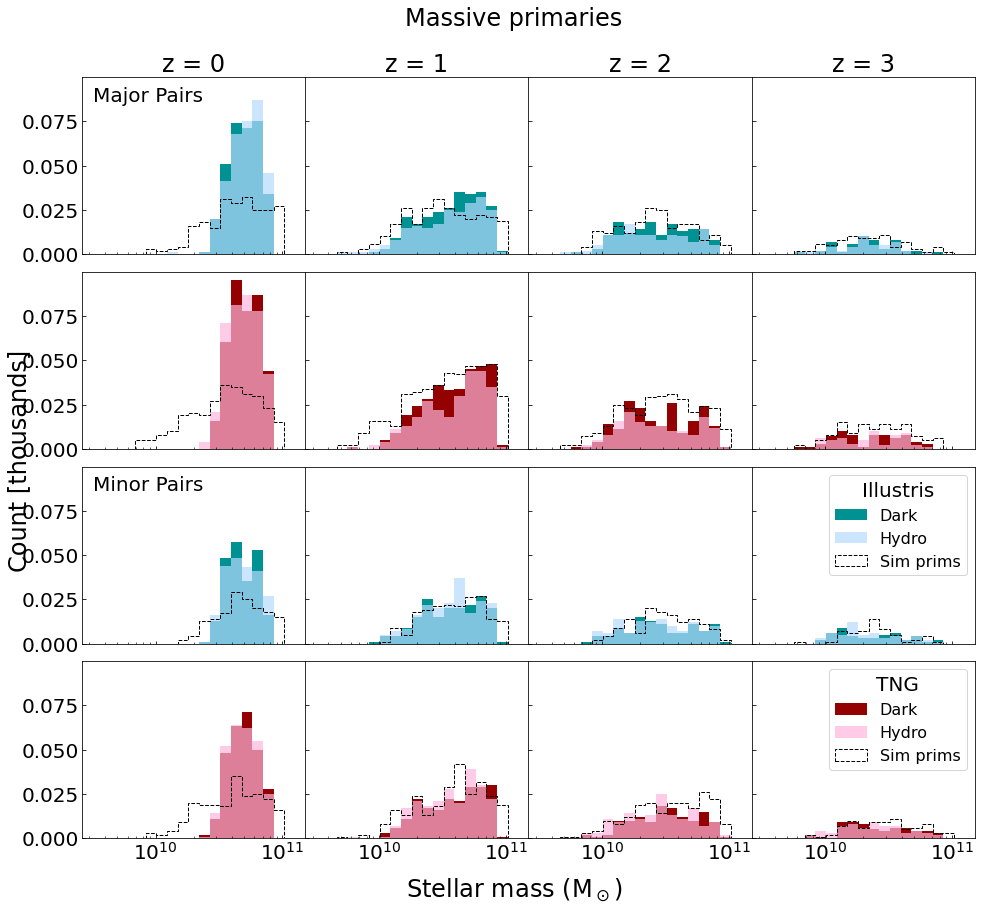 Massive primaries
z = 0
z = 1
z = 2
z = 3
Major Pairs
0.075
0.050
0.025
0.000
0.075
0.050
0.025
0.000
Count [thousands]
Minor Pairs
0.075
0.050
0.025
0.000
Illustris
Dark
Hydro
Sim prims
0.075
0.050
0.025
0.000
TNG
Dark
Hydro
Sim prims
10¹⁰ 10¹¹ 10¹⁰ 10¹¹ 10¹⁰ 10¹¹ 10¹⁰ 10¹¹
Stellar mass (M_⊙)